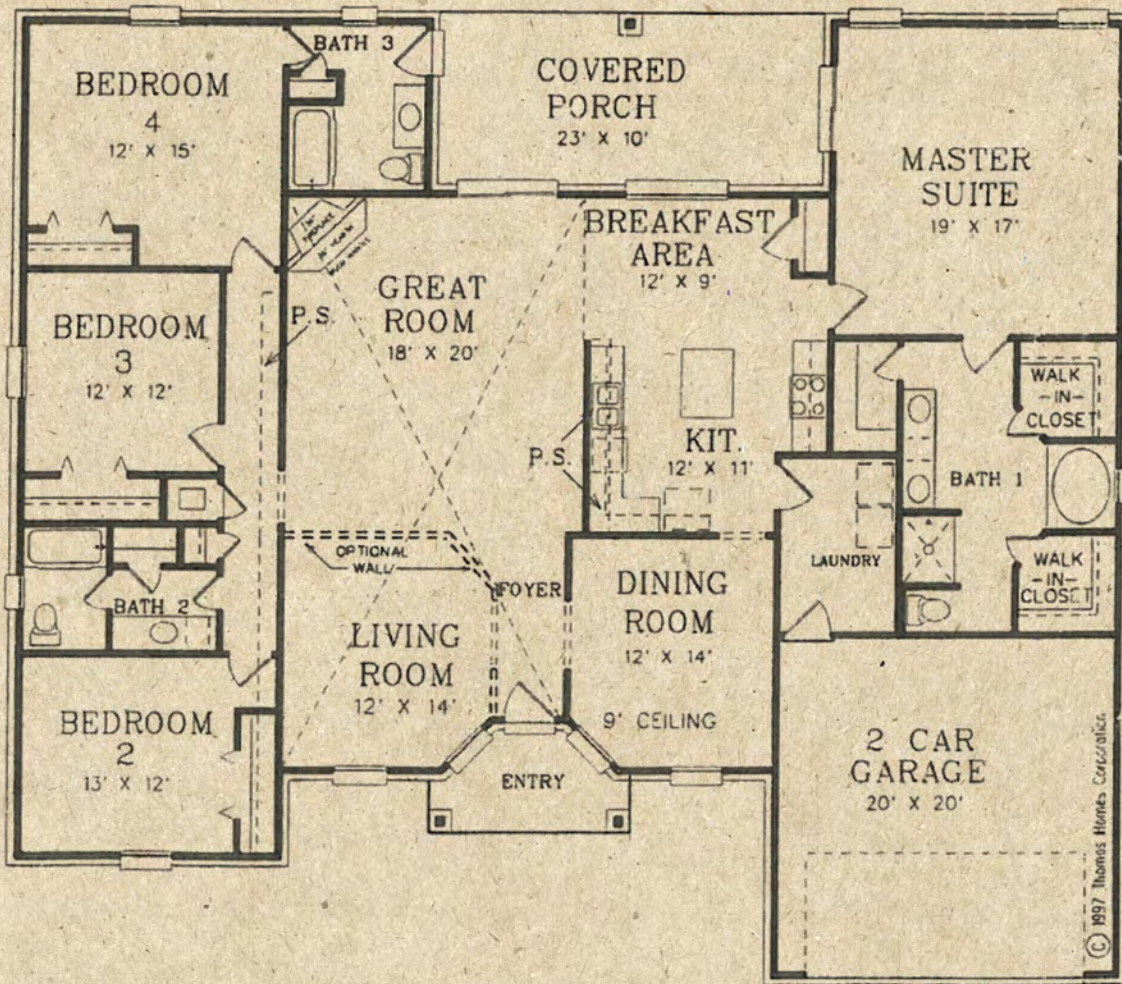 BATH 3
BEDROOM
4
12' X 15'
COVERED
PORCH
23' X 10'
MASTER
SUITE
19' X 17'
BREAKFAST
AREA
12' X 9'
GREAT
ROOM
18' X 20'
P.S.
BEDROOM
3
12' X 12'
WALK
-IN-
CLOSET
KIT.
12' X 11'
P.S.
BATH 1
OPTIONAL
WALL
FOYER
LAUNDRY
WALK
-IN-
CLOSET
BATH 2
LIVING
ROOM
12' X 14'
DINING
ROOM
12' X 14'
9' CEILING
BEDROOM
2
13' X 12'
ENTRY
2 CAR
GARAGE
20' X 20'
© 1997 Thomas Homes Corporation